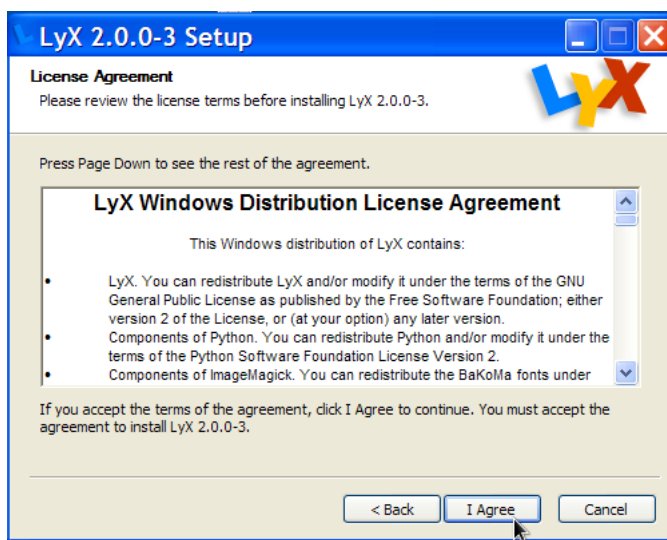 LyX 2.0.0-3 Setup
License Agreement
Please review the license terms before installing LyX 2.0.0-3.
LyX
Press Page Down to see the rest of the agreement.
LyX Windows Distribution License Agreement
This Windows distribution of LyX contains:
• LyX. You can redistribute LyX and/or modify it under the terms of the GNU
General Public License as published by the Free Software Foundation; either
version 2 of the License, or (at your option) any later version.
• Components of Python. You can redistribute Python and/or modify it under the
terms of the Python Software Foundation License Version 2.
• Components of ImageMagick. You can redistribute the BaKoMa fonts under
If you accept the terms of the agreement, click I Agree to continue. You must accept the
agreement to install LyX 2.0.0-3.
< Back I Agree Cancel